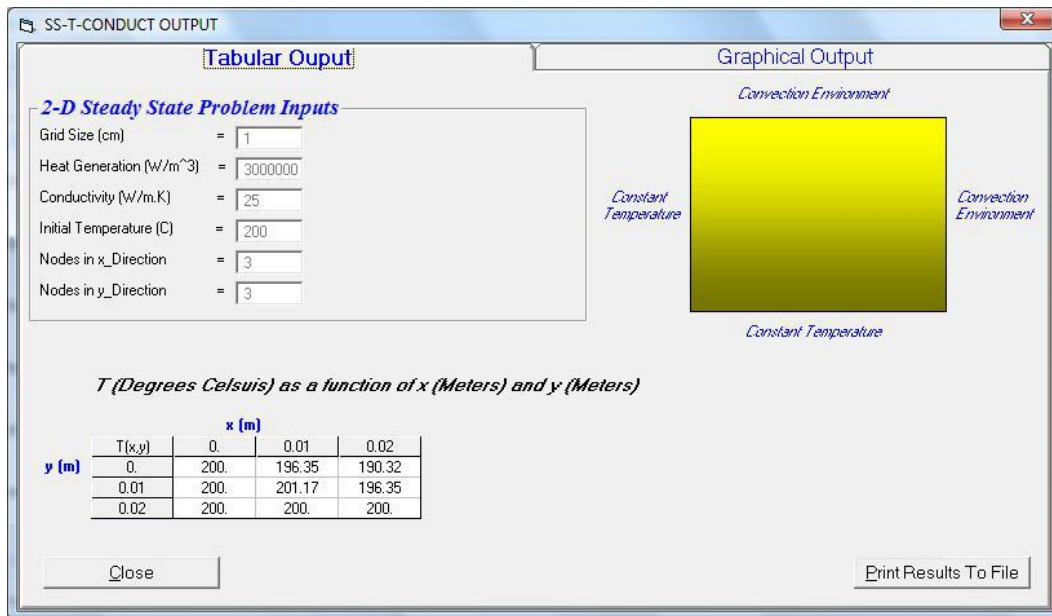 SS-T-CONDUCT OUTPUT
Tabular Ouput
Graphical Output
2-D Steady State Problem Inputs
Grid Size (cm) = 1
Heat Generation (W/m^3) = 3000000
Conductivity (W/m.K) = 25
Initial Temperature (C) = 200
Nodes in x_Direction = 3
Nodes in y_Direction = 3
Convection Environment
Constant
Temperature
Convection
Environment
Constant Temperature
T (Degrees Celsuis) as a function of x (Meters) and y (Meters)
x (m)
y (m)
T(x,y) 0. 0.01 0.02
0. 200. 196.35 190.32
0.01 200. 201.17 196.35
0.02 200. 200. 200.
Close
Print Results To File